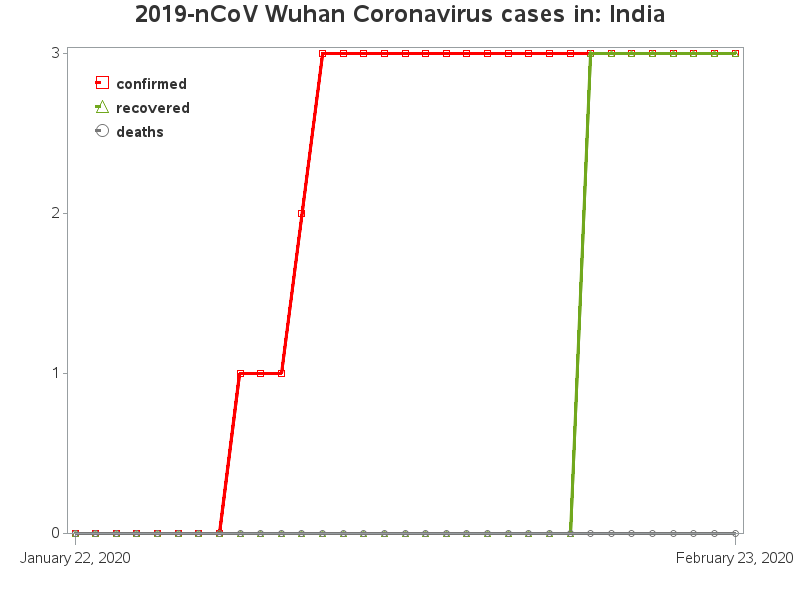 2019-nCoV Wuhan Coronavirus cases in: India
3
confirmed
recovered
deaths
2
1
0
January 22, 2020
February 23, 2020